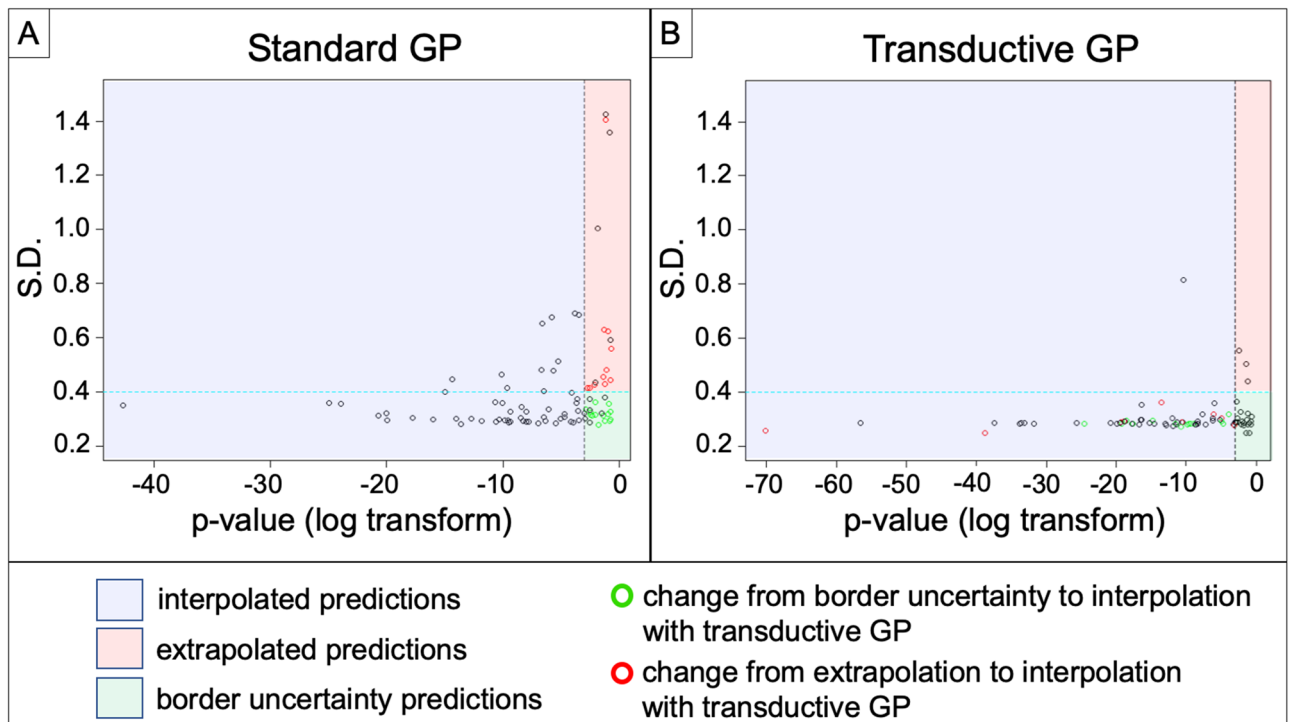 A
Standard GP
S.D.
1.4
1.2
1.0
0.8
0.6
0.4
0.2
-40
-30
-20
-10
0
p-value (log transform)
B
Transductive GP
S.D.
1.4
1.2
1.0
0.8
0.6
0.4
0.2
-70
-60
-50
-40
-30
-20
-10
0
p-value (log transform)
interpolated predictions
extrapolated predictions
border uncertainty predictions
change from border uncertainty to interpolation
with transductive GP
change from extrapolation to interpolation
with transductive GP